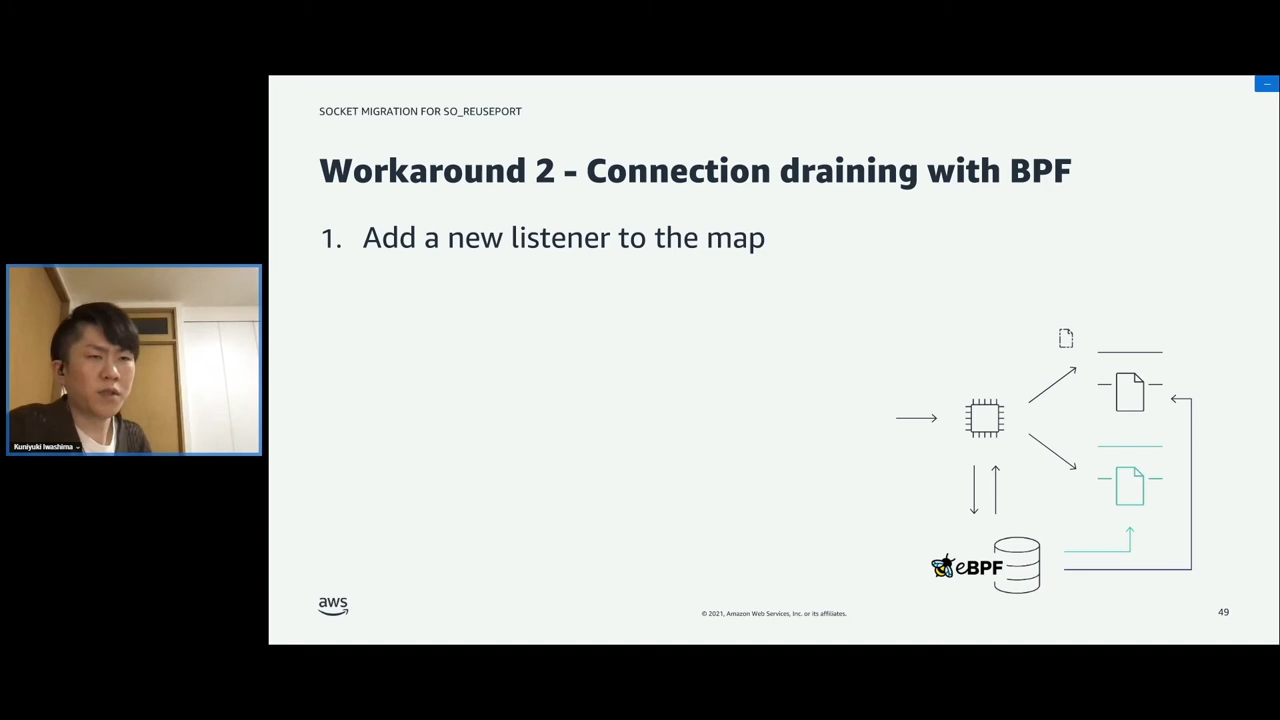 SOCKET MIGRATION FOR SO_REUSEPORT
Workaround 2 - Connection draining with BPF
1. Add a new listener to the map
Kuniyuki Iwashima
eBPF
aws
© 2021, Amazon Web Services, Inc. or its affiliates.
49